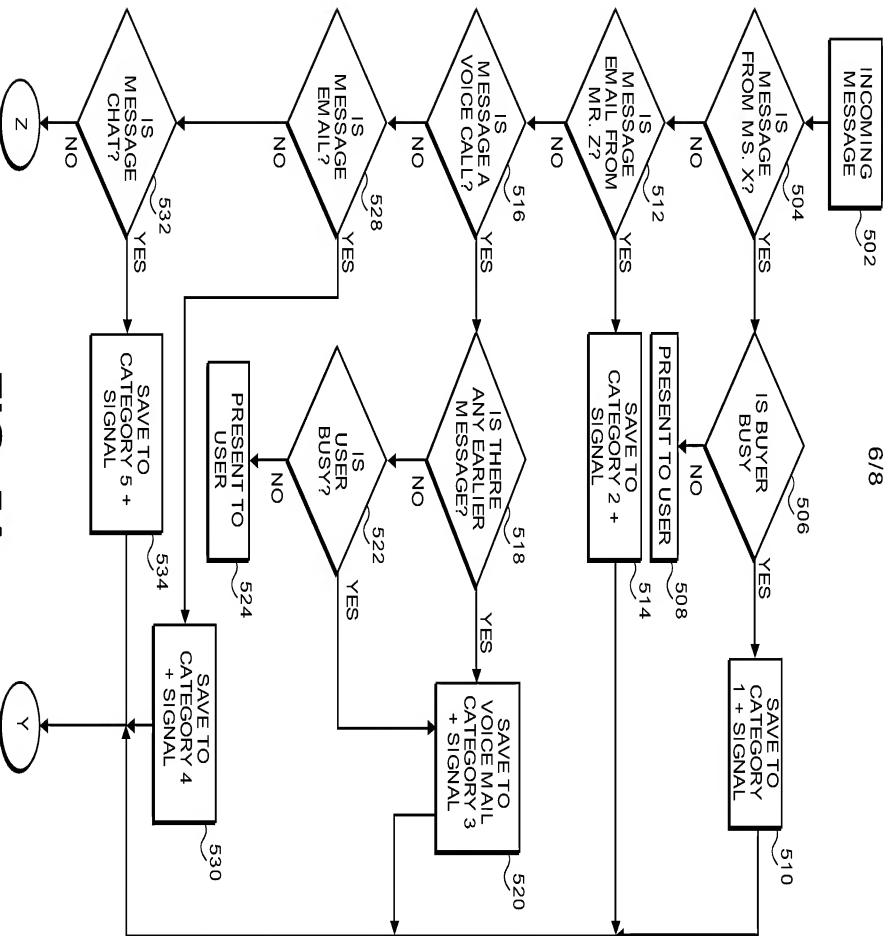 6/8
INCOMING
MESSAGE
502
IS
MESSAGE
FROM MS. X?
504
YES
NO
IS BUYER
BUSY
506
YES
NO
PRESENT TO USER
508
SAVE TO
CATEGORY
1 + SIGNAL
510
IS
MESSAGE
EMAIL FROM
MR. Z?
512
YES
NO
SAVE TO
CATEGORY 2 +
SIGNAL
514
IS
MESSAGE A
VOICE CALL?
516
YES
NO
IS THERE
ANY EARLIER
MESSAGE?
518
YES
NO
SAVE TO
VOICE MAIL
CATEGORY 3
+ SIGNAL
520
IS
USER
BUSY?
522
YES
NO
PRESENT TO
USER
524
IS
MESSAGE
EMAIL?
528
YES
NO
SAVE TO
CATEGORY 4
+ SIGNAL
530
IS
MESSAGE
CHAT?
532
YES
NO
SAVE TO
CATEGORY 5 +
SIGNAL
534
Z
Y